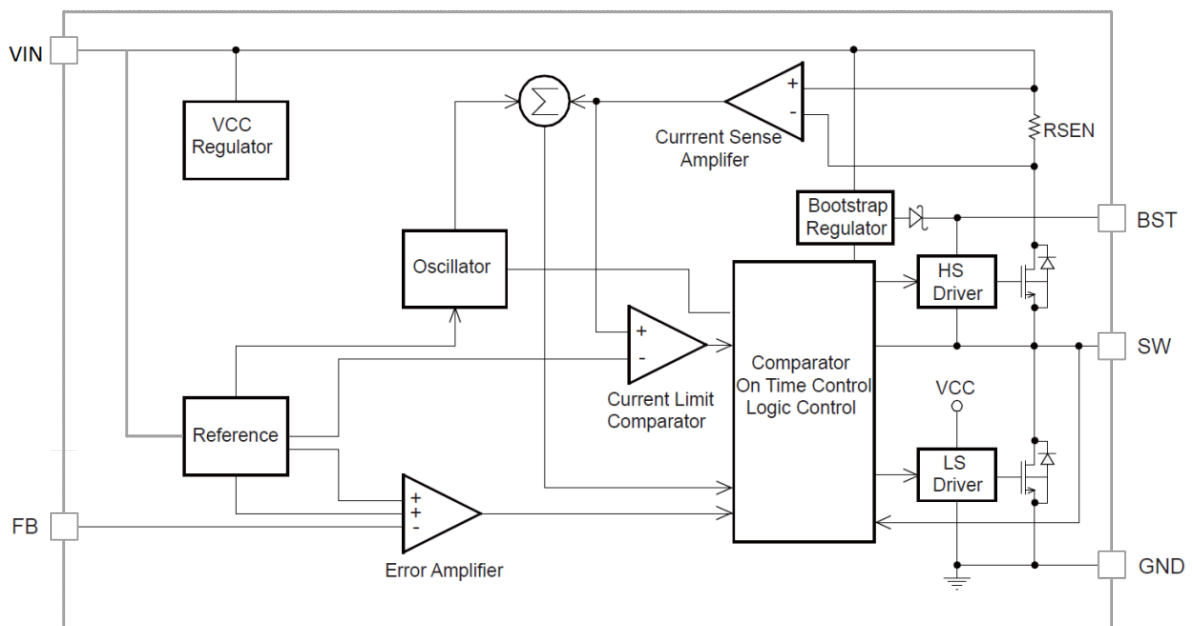 VIN
VCC
Regulator
Σ
+
-
Currrent Sense
Amplifer
RSEN
Bootstrap
Regulator
BST
Oscillator
HS
Driver
+
-
Current Limit
Comparator
Comparator
On Time Control
Logic Control
SW
VCC
Reference
LS
Driver
FB
+
+
-
Error Amplifier
GND